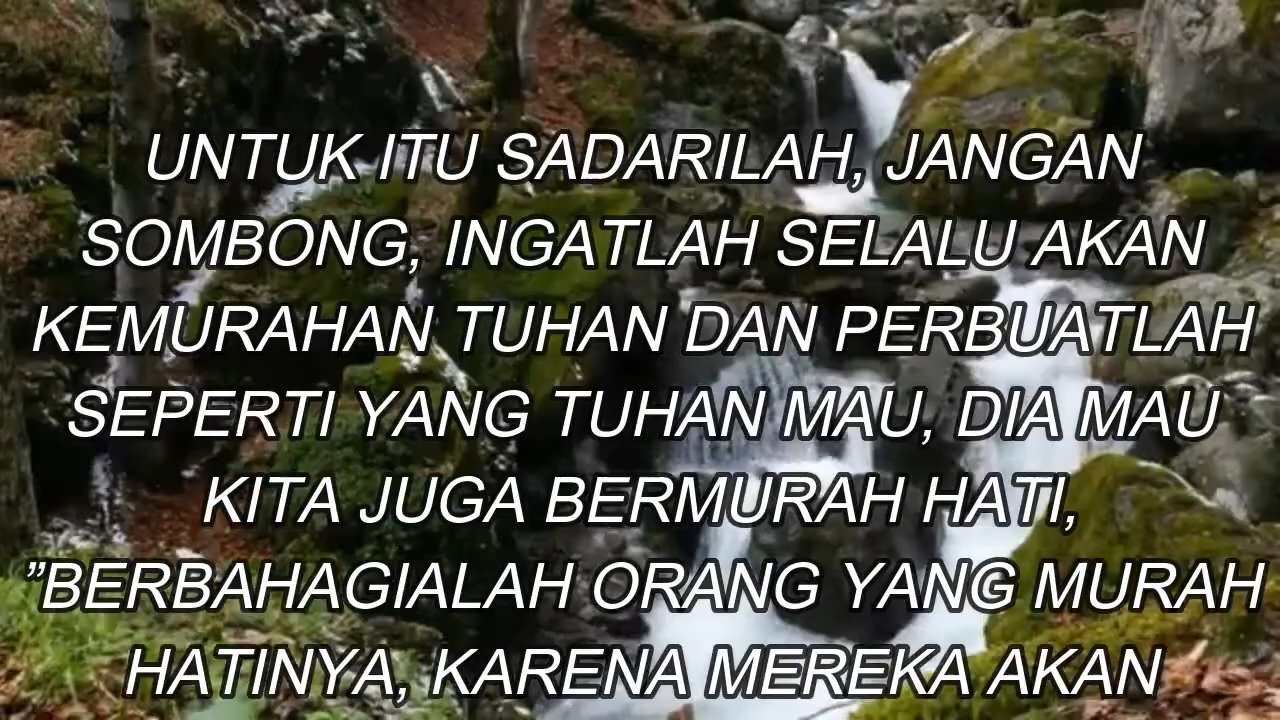 UNTUK ITU SADARILAH, JANGAN
SOMBONG, INGATLAH SELALU AKAN
KEMURAHAN TUHAN DAN PERBUATLAH
SEPERTI YANG TUHAN MAU, DIA MAU
KITA JUGA BERMURAH HATI,
”BERBAHAGIALAH ORANG YANG MURAH
HATINYA, KARENA MEREKA AKAN